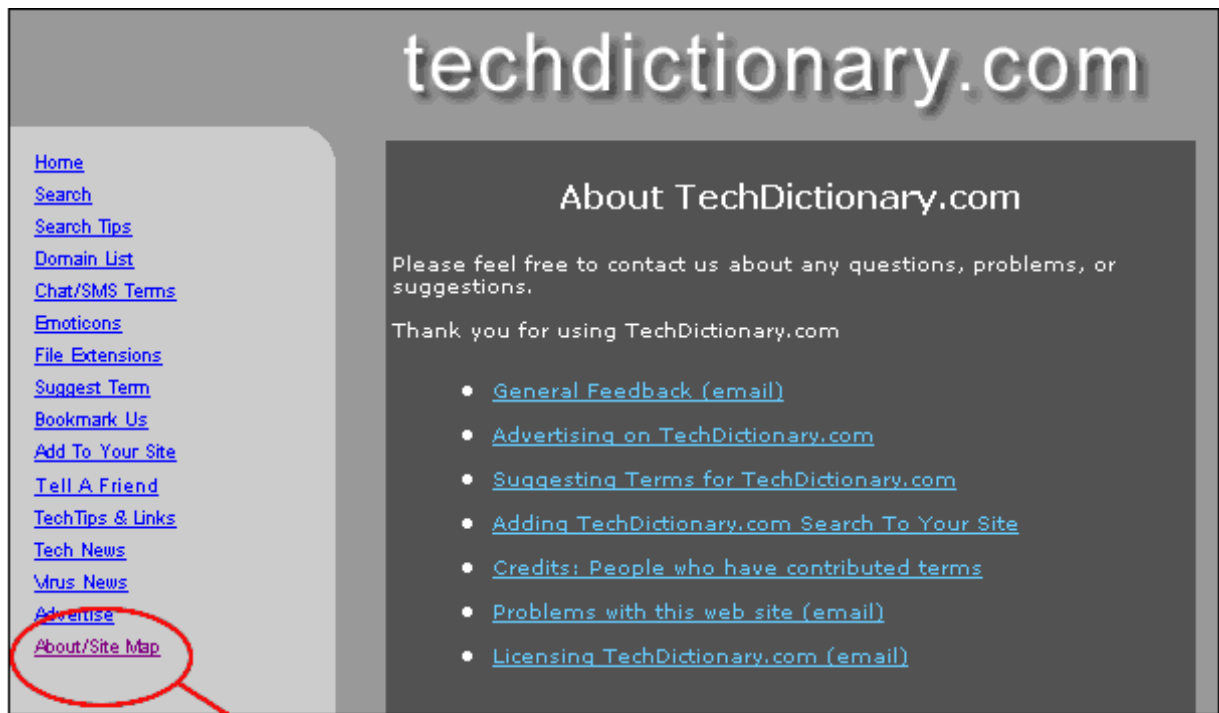 techdictionary.com
Home
Search
Search Tips
Domain List
Chat/SMS Terms
Emoticons
File Extensions
Suggest Term
Bookmark Us
Add To Your Site
Tell A Friend
TechTips & Links
Tech News
Virus News
Advertise
About/Site Map
About TechDictionary.com
Please feel free to contact us about any questions, problems, or
suggestions.
Thank you for using TechDictionary.com
General Feedback (email)
Advertising on TechDictionary.com
Suggesting Terms for TechDictionary.com
Adding TechDictionary.com Search To Your Site
Credits: People who have contributed terms
Problems with this web site (email)
Licensing TechDictionary.com (email)